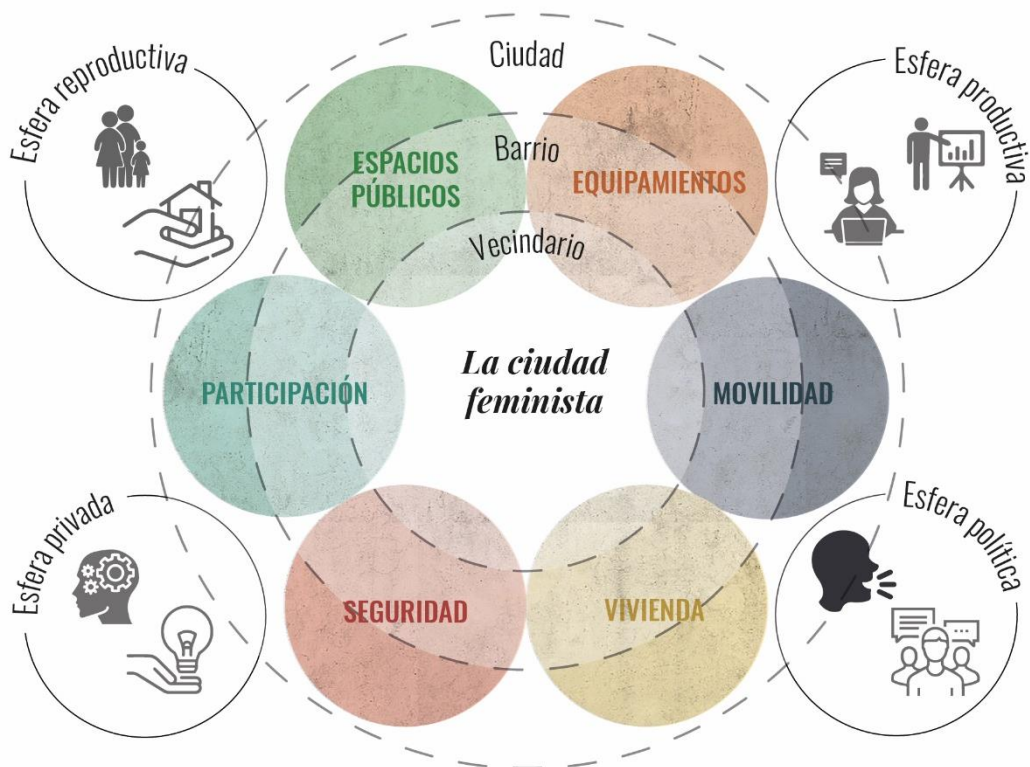 Ciudad
Esfera reproductiva
Esfera productiva
Barrio
ESPACIOS
PÚBLICOS
EQUIPAMIENTOS
Vecindario
La ciudad
feminista
PARTICIPACIÓN
MOVILIDAD
Esfera privada
Esfera política
SEGURIDAD
VIVIENDA